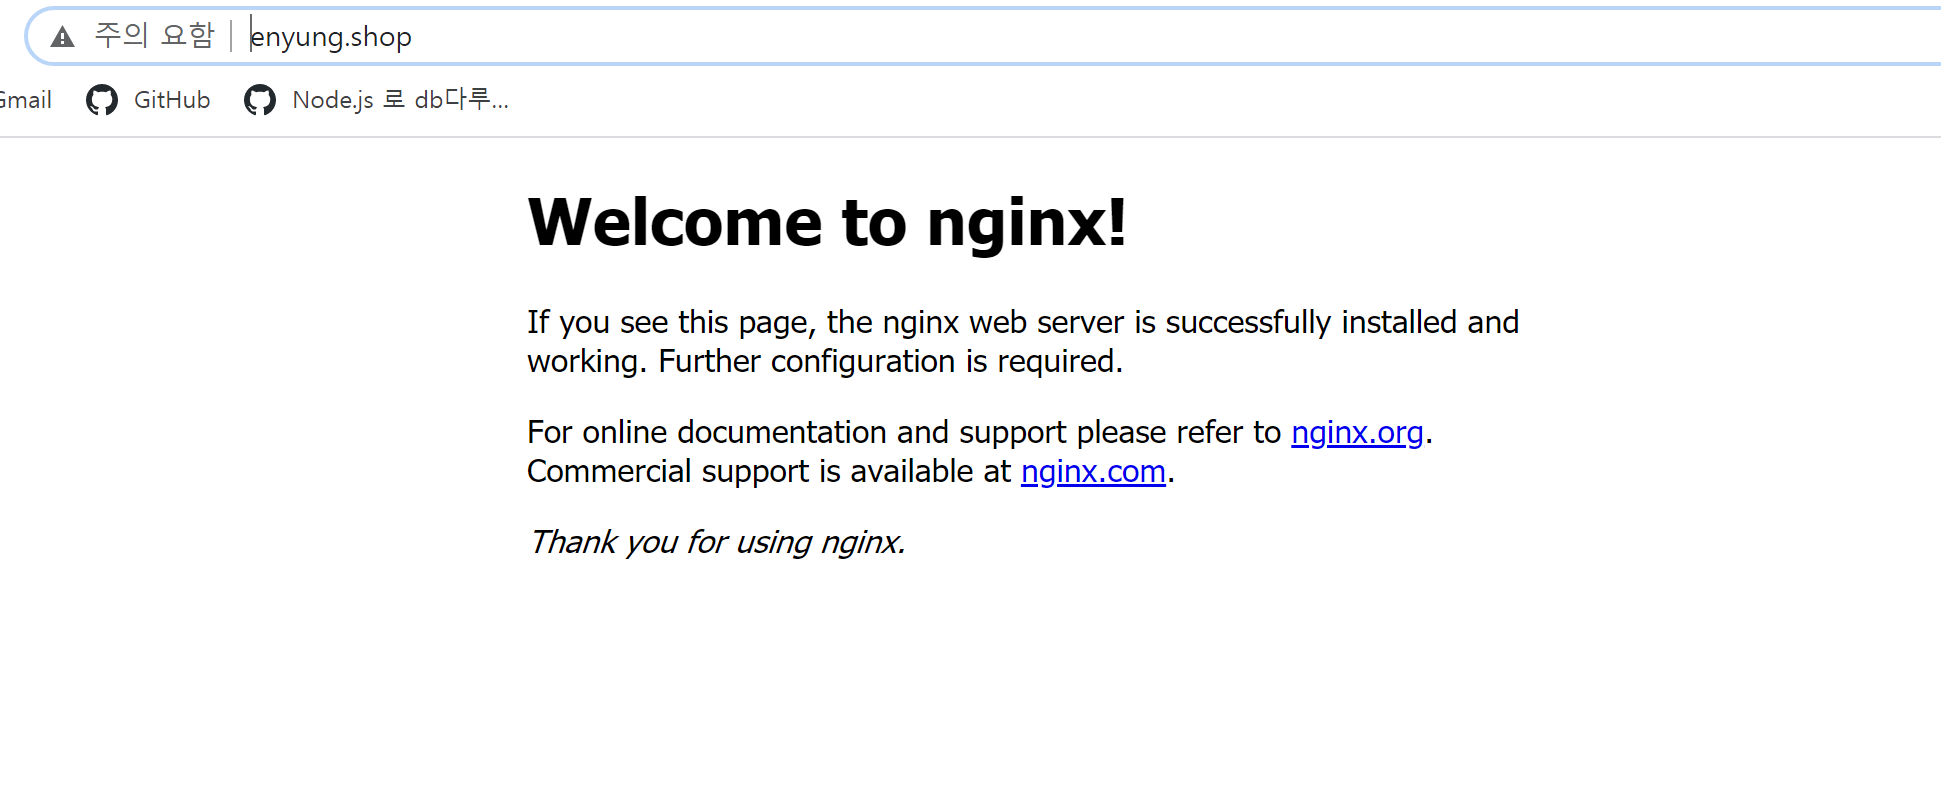 주의 요함 enyung.shop
Gmail GitHub Node.js 로 db다루...
Welcome to nginx!
If you see this page, the nginx web server is successfully installed and
working. Further configuration is required.
For online documentation and support please refer to nginx.org.
Commercial support is available at nginx.com.
Thank you for using nginx.